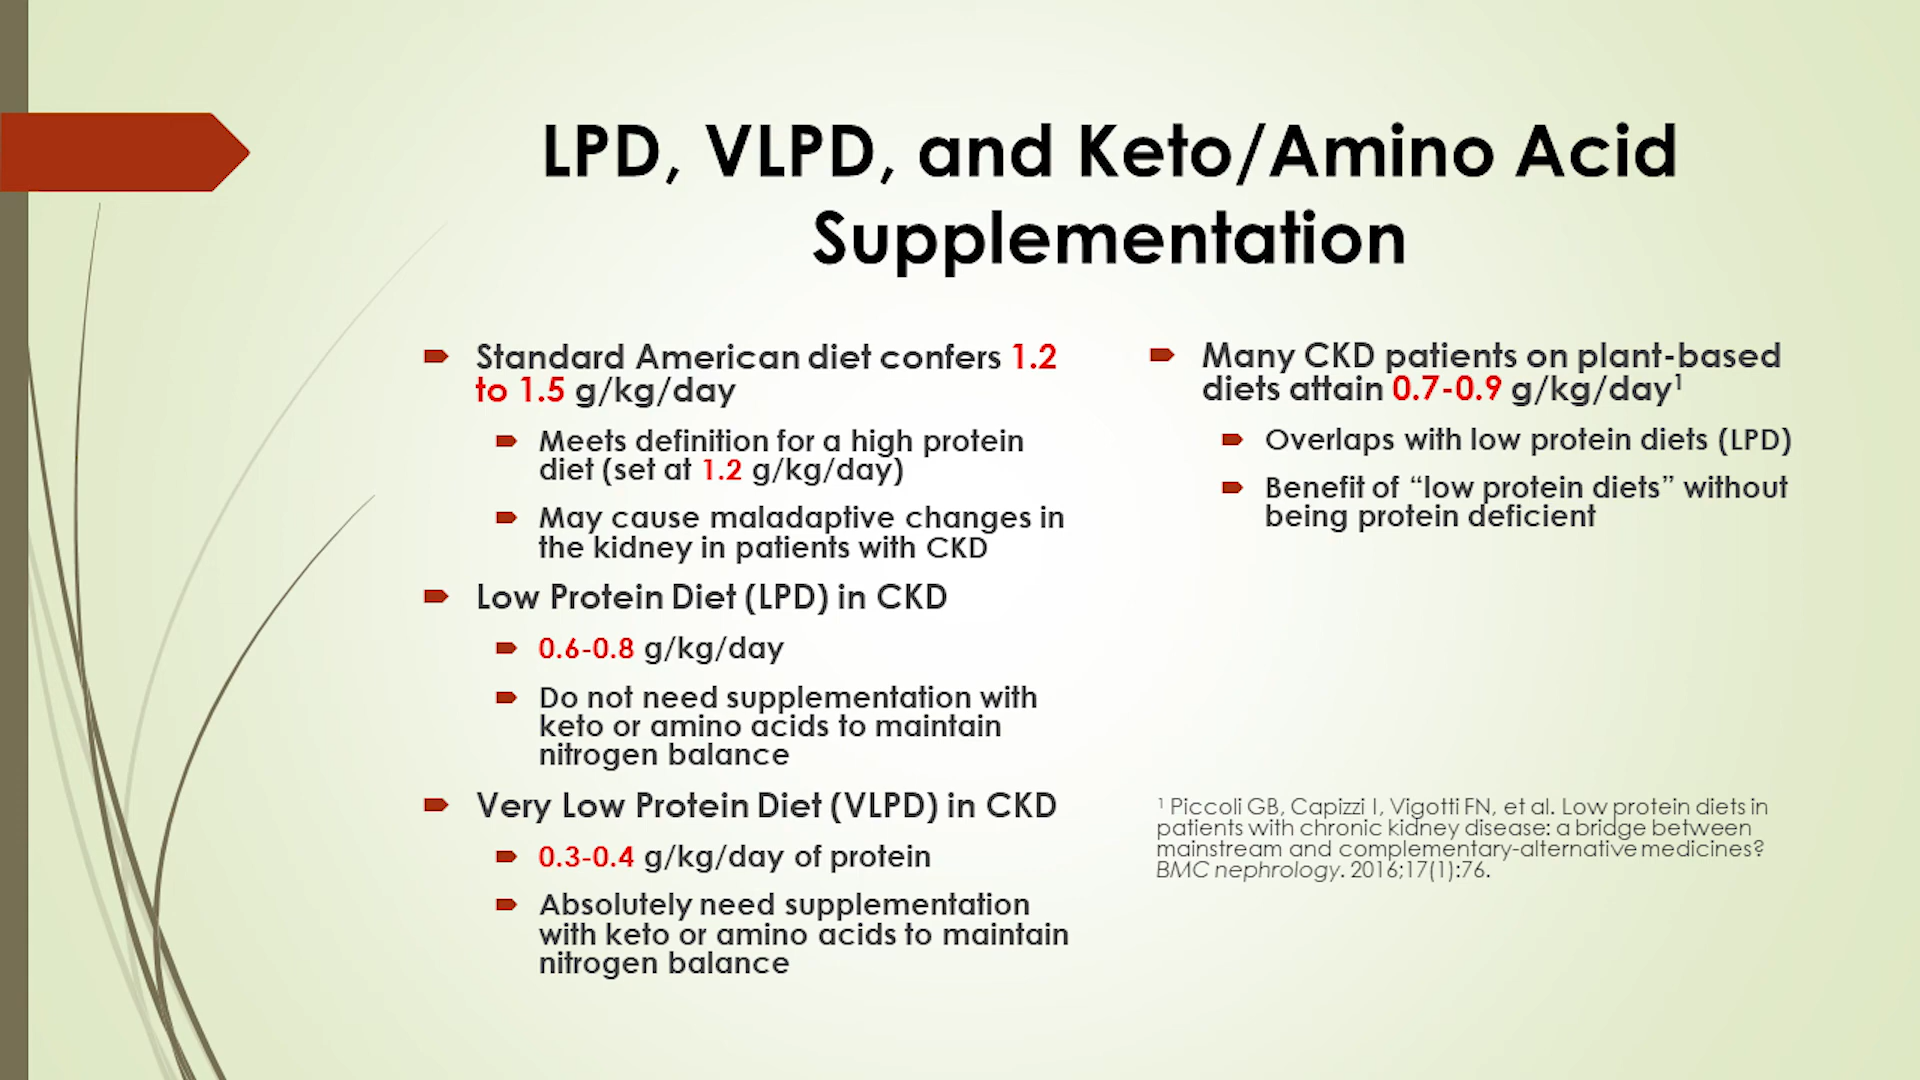 LPD, VLPD, and Keto/Amino Acid
Supplementation
Standard American diet confers 1.2
to 1.5 g/kg/day
Meets definition for a high protein
diet (set at 1.2 g/kg/day)
May cause maladaptive changes in
the kidney in patients with CKD
Low Protein Diet (LPD) in CKD
0.6-0.8 g/kg/day
Do not need supplementation with
keto or amino acids to maintain
nitrogen balance
Very Low Protein Diet (VLPD) in CKD
0.3-0.4 g/kg/day of protein
Absolutely need supplementation
with keto or amino acids to maintain
nitrogen balance
Many CKD patients on plant-based
diets attain 0.7-0.9 g/kg/day¹
Overlaps with low protein diets (LPD)
Benefit of “low protein diets” without
being protein deficient
¹ Piccoli GB, Capizzi I, Vigotti FN, et al. Low protein diets in
patients with chronic kidney disease: a bridge between
mainstream and complementary-alternative medicines?
BMC nephrology. 2016;17(1):76.